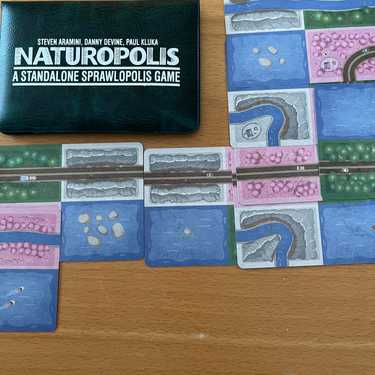 STEVEN ARAMINI, DANNY DEVINE, PAUL KLUKA
NATUROPOLIS
A STANDALONE SPRAWLOPOLIS GAME